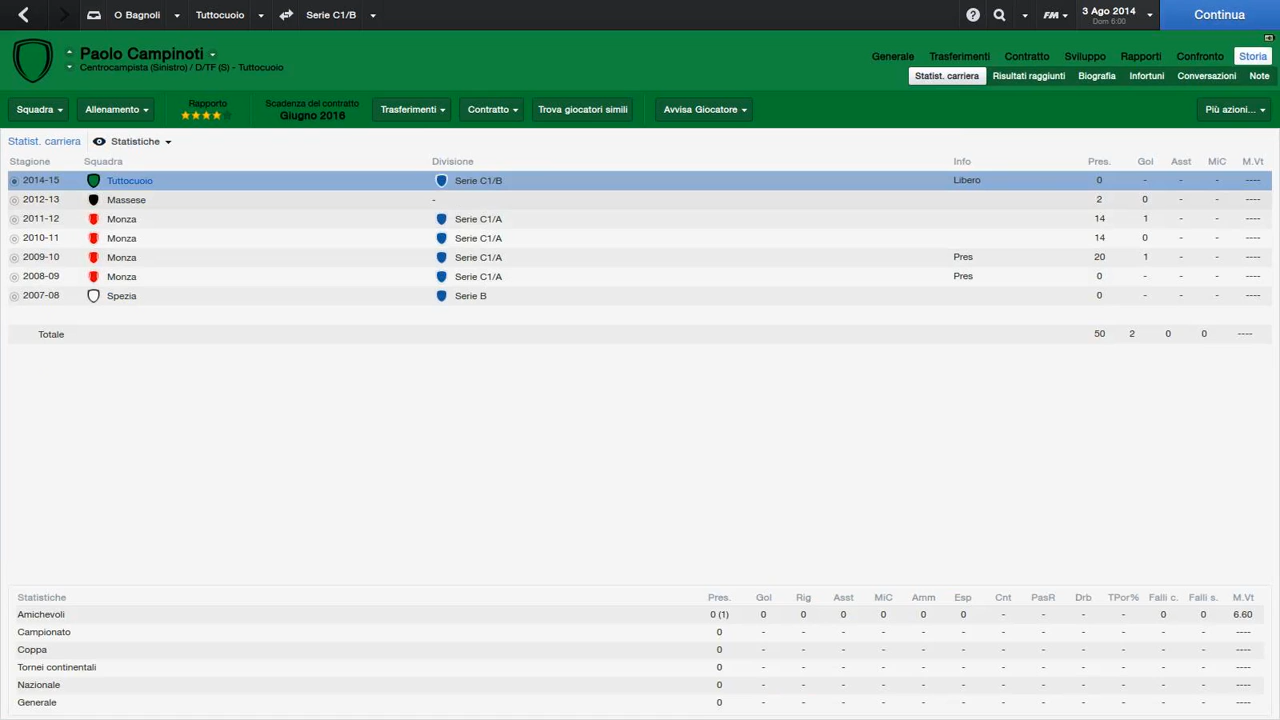 O Bagnoli Tuttocuoio Serie C1/B FM 3 Ago 2014 Continua
Dom 6:00
Paolo Campinoti
Centrocampista (Sinistro) / D/TF (S) - Tuttocuoio
Generale Trasferimenti Contratto Sviluppo Rapporti Confronto Storia
Statist. carriera Risultati raggiunti Biografia Infortuni Conversazioni Note
Squadra Allenamento Rapporto Scadenza del contratto Giugno 2016 Trasferimenti Contratto Trova giocatori simili Avvisa Giocatore Più azioni...
Statist. carriera Statistiche
Stagione Squadra Divisione Info Pres. Gol Asst MiC M.Vt
2014-15 Tuttocuoio Serie C1/B Libero 0 - - - ----
2012-13 Massese - 2 0 - - ----
2011-12 Monza Serie C1/A 14 1 - - ----
2010-11 Monza Serie C1/A 14 0 - - ----
2009-10 Monza Serie C1/A Pres 20 1 - - ----
2008-09 Monza Serie C1/A Pres 0 - - - ----
2007-08 Spezia Serie B 0 - - - ----
Totale 50 2 0 0 ----
Statistiche Pres. Gol Rig Asst MiC Amm Esp Cnt PasR Drb TPor% Falli c. Falli s. M.Vt
Amichevoli 0 (1) 0 0 0 0 0 0 - - - - 0 0 6.60
Campionato 0 - - - - - - - - - - - - ----
Coppa 0 - - - - - - - - - - - - ----
Tornei continentali 0 - - - - - - - - - - - - ----
Nazionale 0 - - - - - - - - - - - - ----
Generale 0 - - - - - - - - - - - - ----